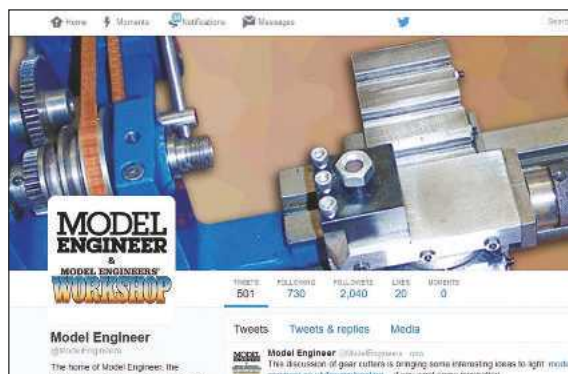 Home Moments Notifications Messages
MODEL
ENGINEER
&
MODEL ENGINEERS'
WORKSHOP
TWEETS FOLLOWING FOLLOWERS LIKES MOMENTS
501 730 2,040 20 0
Tweets Tweets & replies Media
Model Engineer
@ModelEngineers
The home of Model Engineer, the
Model Engineer @ModelEngineers
This discussion of gear cutters is bringing some interesting ideas to light